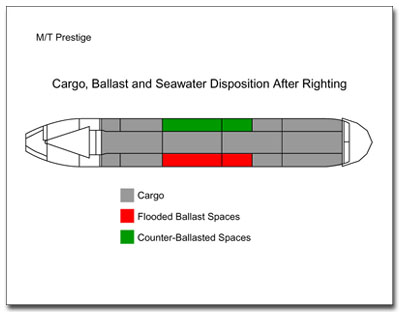 M/T Prestige
Cargo, Ballast and Seawater Disposition After Righting
Cargo
Flooded Ballast Spaces
Counter-Ballasted Spaces